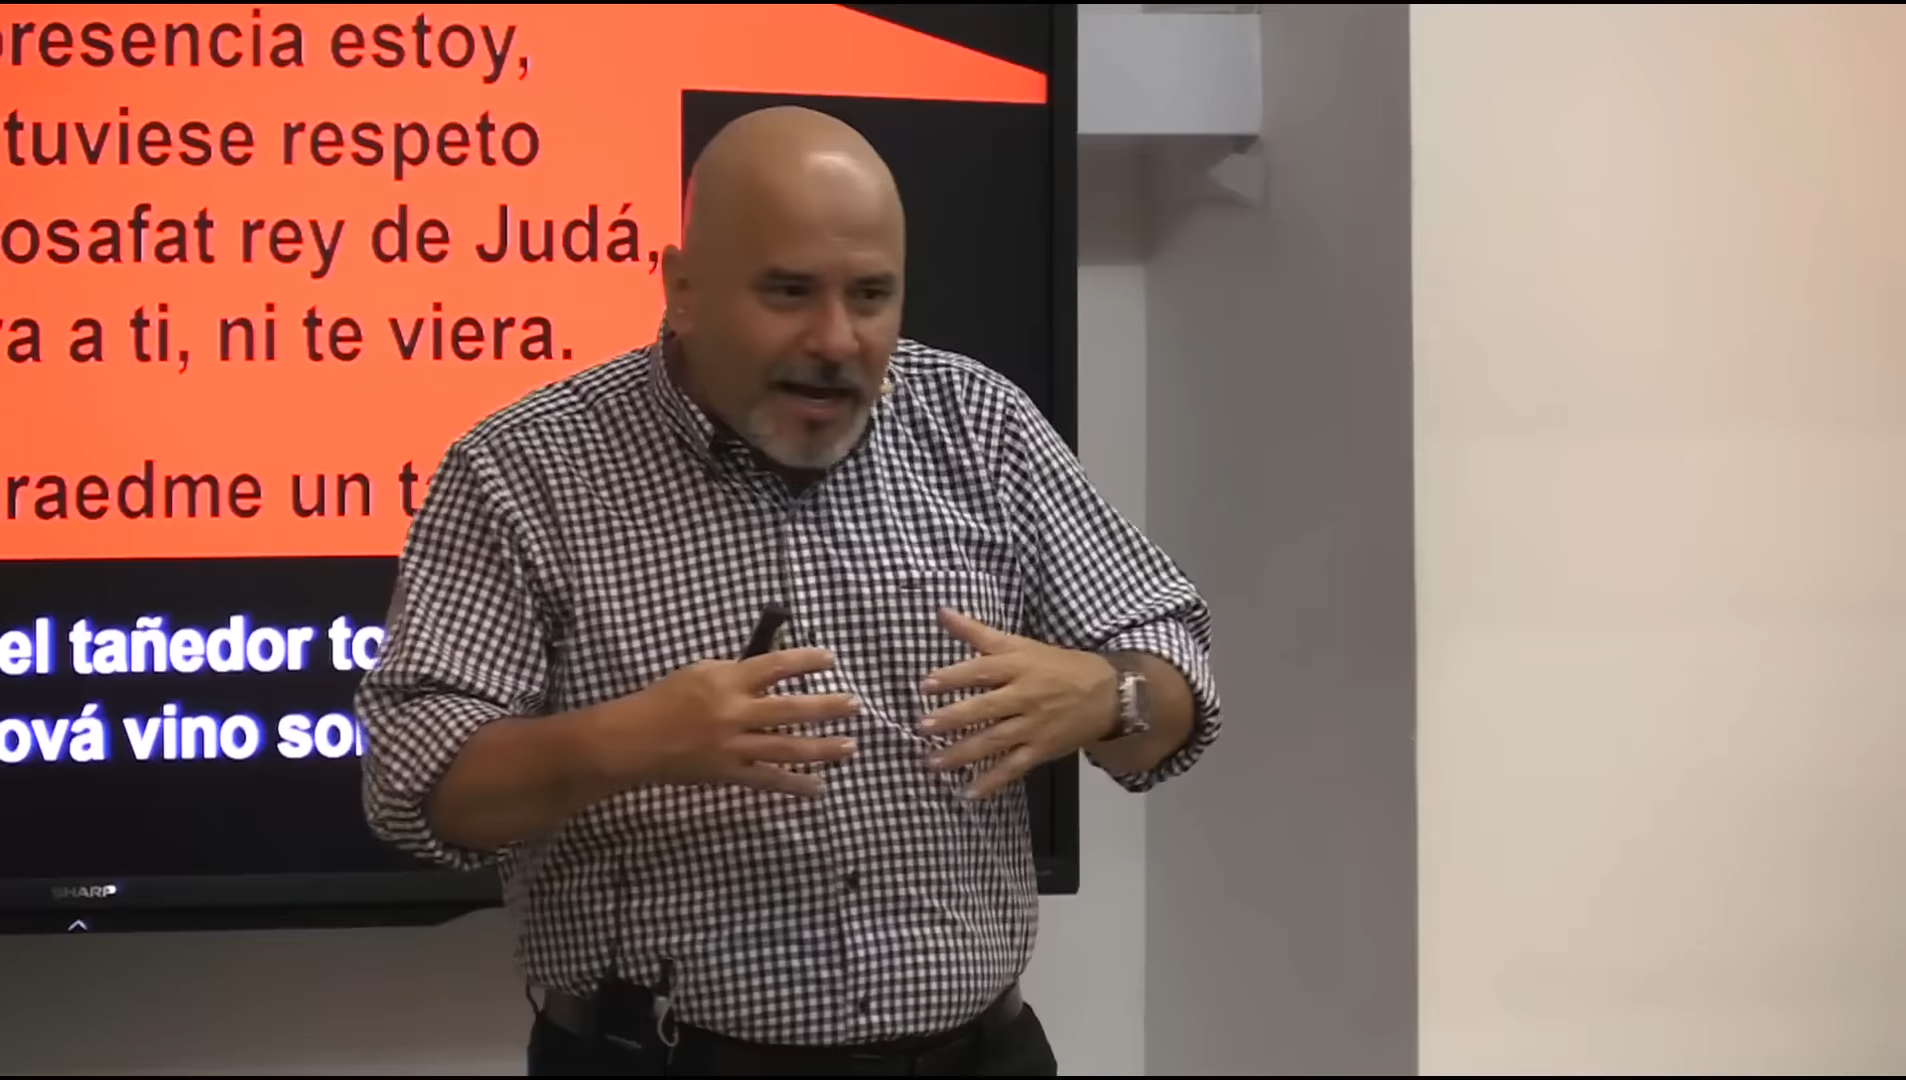 presencia estoy,
tuviese respeto
osafat rey de Judá,
ra a ti, ni te viera.
raedme un ta
el tañedor to
ová vino so
SHARP